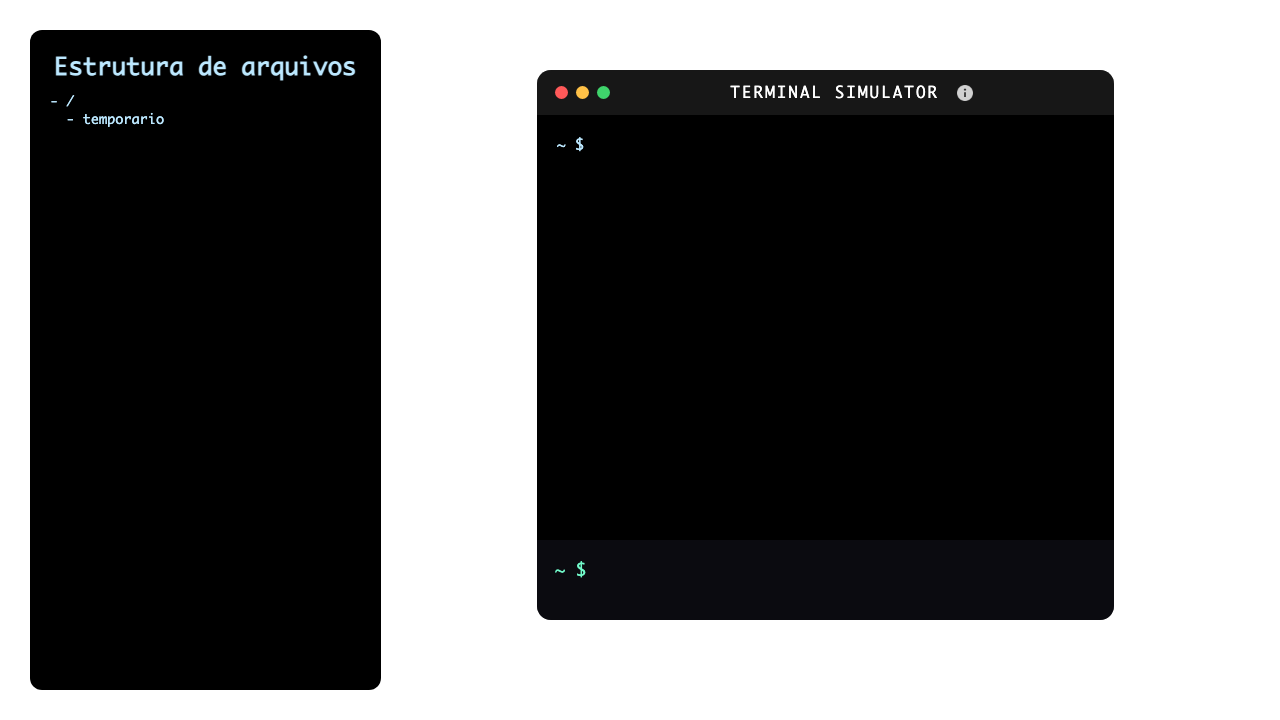 Estrutura de arquivos
- /
- temporario
TERMINAL SIMULATOR
~ $
~ $